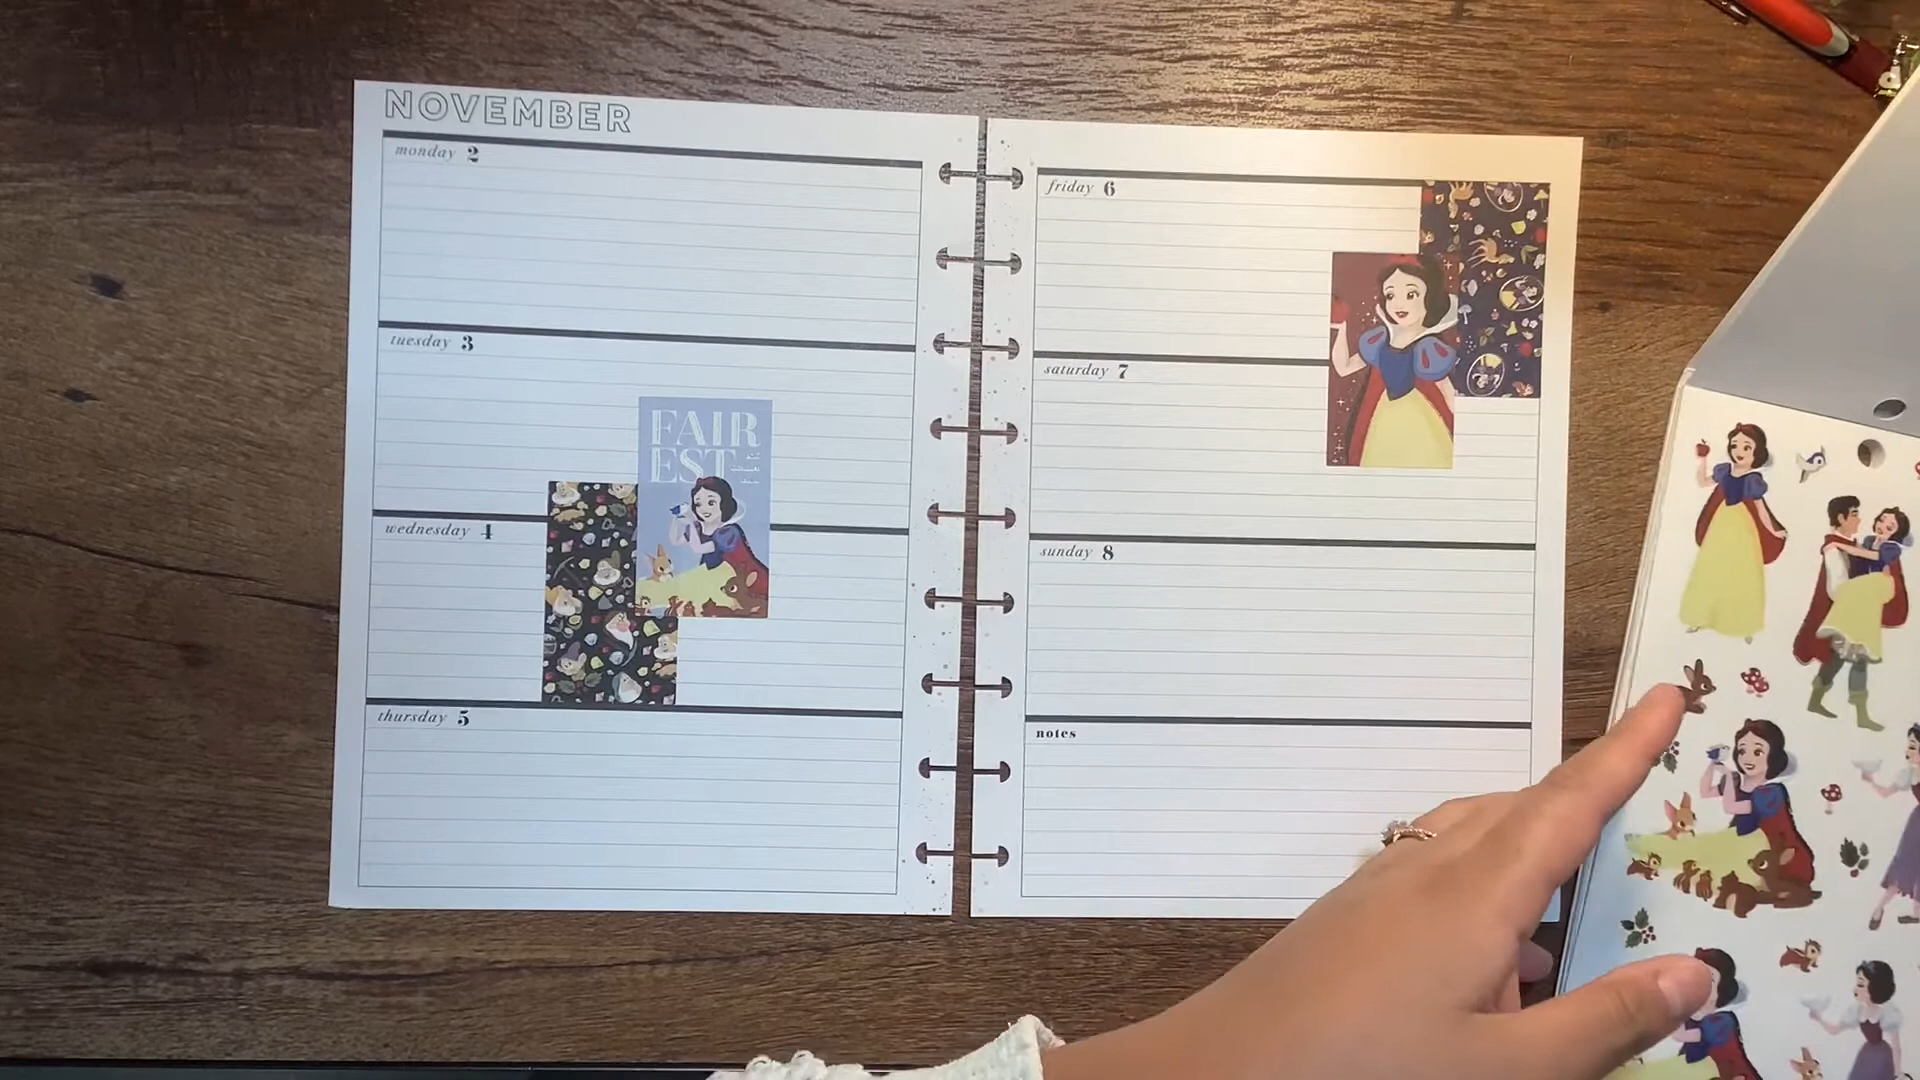 NOVEMBER
monday 2
tuesday 3
FAIR
EST
wednesday 4
thursday 5
friday 6
saturday 7
sunday 8
notes